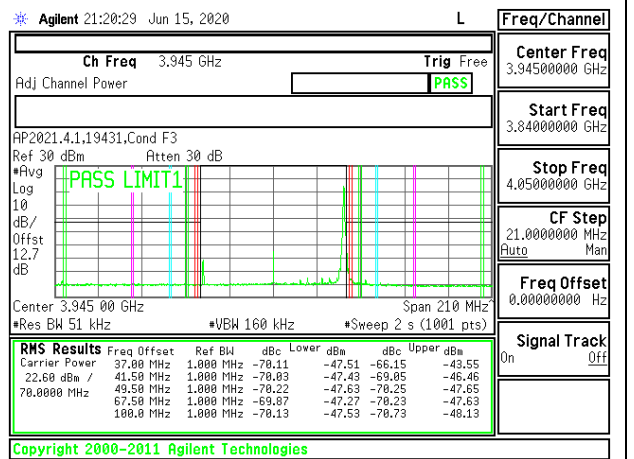 Agilent 21:20:29 Jun 15, 2020 L
Freq/Channel
Ch Freq 3.945 GHz Trig Free
Adj Channel Power PASS
AP2021.4.1,19431,Cond F3
Ref 30 dBm Atten 30 dB
#Avg
Log
10
dB/
Offst
12.7
dB
PASS LIMIT1
Center 3.945 00 GHz Span 210 MHz
#Res BW 51 kHz #VBW 160 kHz #Sweep 2 s (1001 pts)
RMS Results Freq Offset Ref BW dBc Lower dBm dBc Upper dBm
Carrier Power 37.00 MHz 1.000 MHz -70.11 -47.51 -66.15 -43.55
22.60 dBm / 41.50 MHz 1.000 MHz -70.03 -47.43 -69.05 -46.46
70.0000 MHz 49.50 MHz 1.000 MHz -70.22 -47.63 -70.25 -47.65
67.50 MHz 1.000 MHz -69.87 -47.27 -70.23 -47.63
100.0 MHz 1.000 MHz -70.13 -47.53 -70.73 -48.13
Center Freq
3.94500000 GHz
Start Freq
3.84000000 GHz
Stop Freq
4.05000000 GHz
CF Step
21.0000000 MHz
Auto Man
Freq Offset
0.00000000 Hz
Signal Track
On Off
Copyright 2000-2011 Agilent Technologies